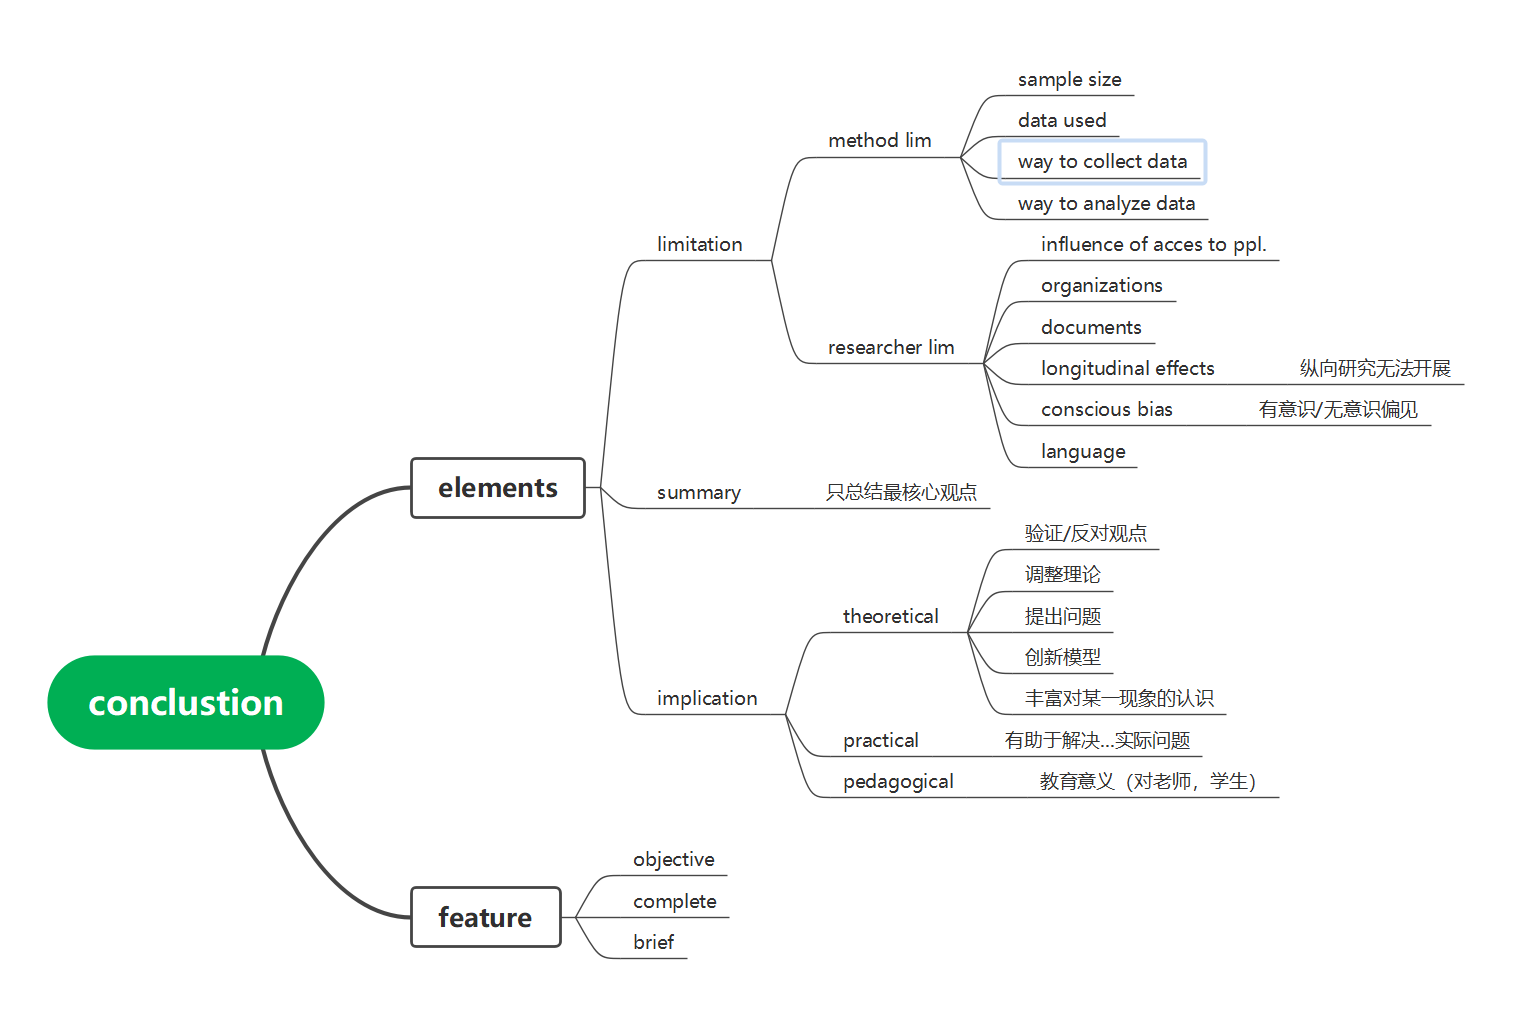 conclustion
elements
limitation
method lim
sample size
data used
way to collect data
way to analyze data
researcher lim
influence of acces to ppl.
organizations
documents
longitudinal effects
纵向研究无法开展
conscious bias
有意识/无意识偏见
language
summary
只总结最核心观点
implication
theoretical
验证/反对观点
调整理论
提出问题
创新模型
丰富对某一现象的认识
practical
有助于解决...实际问题
pedagogical
教育意义（对老师，学生）
feature
objective
complete
brief